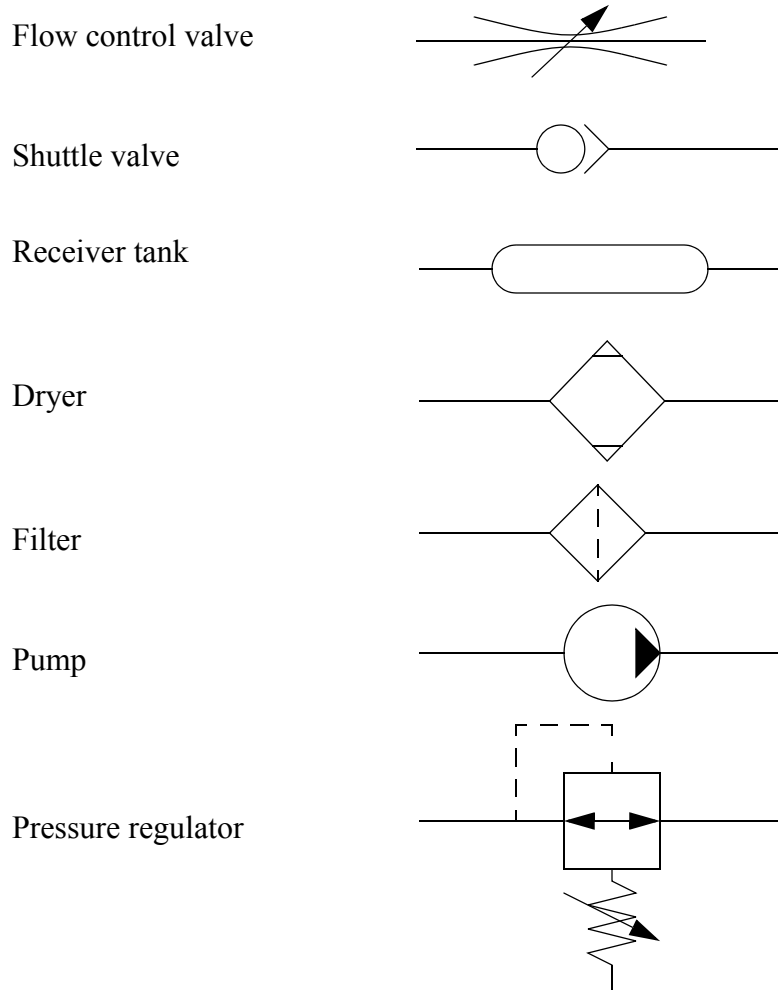 Flow control valve
Shuttle valve
Receiver tank
Dryer
Filter
Pump
Pressure regulator